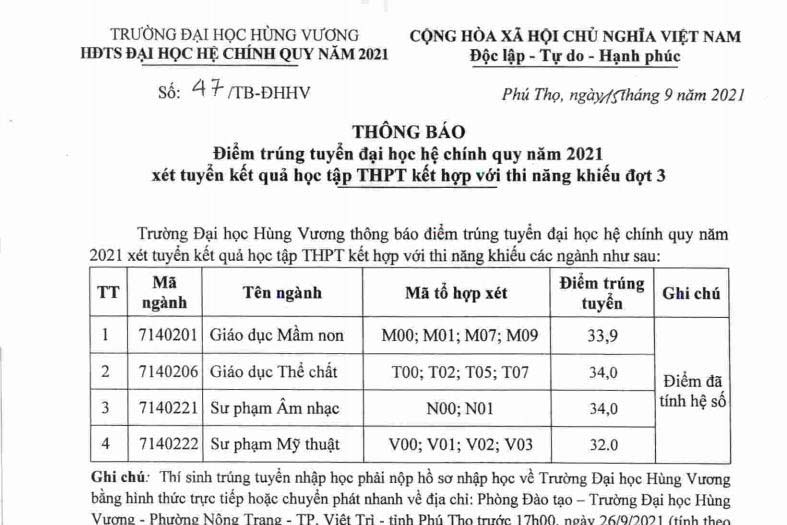 TRƯỜNG ĐẠI HỌC HÙNG VƯƠNG
HĐTS ĐẠI HỌC HỆ CHÍNH QUY NĂM 2021
CỘNG HÒA XÃ HỘI CHỦ NGHĨA VIỆT NAM
Độc lập - Tự do - Hạnh phúc
Số: 47/TB-ĐHHV
Phú Thọ, ngày 15 tháng 9 năm 2021
THÔNG BÁO
Điểm trúng tuyển đại học hệ chính quy năm 2021
xét tuyển kết quả học tập THPT kết hợp với thi năng khiếu đợt 3
Trường Đại học Hùng Vương thông báo điểm trúng tuyển đại học hệ chính quy năm
2021 xét tuyển kết quả học tập THPT kết hợp với thi năng khiếu các ngành như sau:
TT Mã ngành Tên ngành Mã tổ hợp xét Điểm trúng tuyển Ghi chú
1 7140201 Giáo dục Mầm non M00; M01; M07; M09 33,9
2 7140206 Giáo dục Thể chất T00; T02; T05; T07 34,0
3 7140221 Sư phạm Âm nhạc N00; N01 34,0
4 7140222 Sư phạm Mỹ thuật V00; V01; V02; V03 32.0
Điểm đã
tính hệ số
Ghi chú: Thí sinh trúng tuyển nhập học phải nộp hồ sơ nhập học về Trường Đại học Hùng Vương
bằng hình thức trực tiếp hoặc chuyển phát nhanh về địa chỉ: Phòng Đào tạo – Trường Đại học Hùng
Vương - Phường Nông Trang - TP. Việt Trì - tỉnh Phú Thọ trước 17h00, ngày 26/9/2021 (tính theo